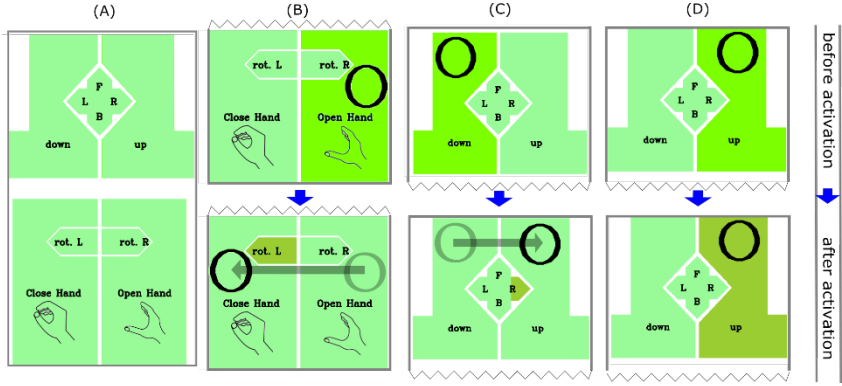 (A)
(B)
(C)
(D)
F
L R
B
down up
rot. L rot. R
Close Hand Open Hand
rot. L rot. R
Close Hand Open Hand
F
L R
B
down up
F
L R
B
down up
before activation
rot. L rot. R
Close Hand Open Hand
F
L R
B
down up
F
L R
B
down up
after activation